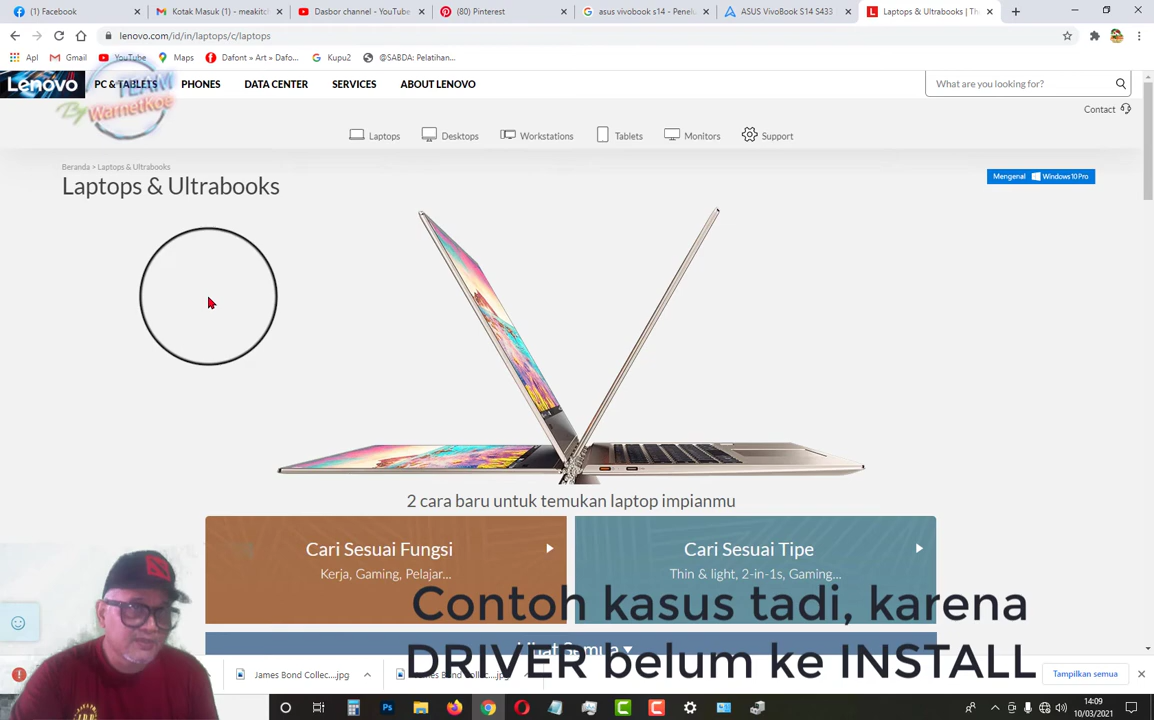 (1) Facebook
Kotak Masuk (1) - meakitch
Dasbor channel - YouTube
(80) Pinterest
asus vivobook s14 - Penel
ASUS VivoBook S14 S433
Laptops & Ultrabooks | Th
lenovo.com/id/in/laptops/c/laptops
Apl
Gmail
YouTube
Maps
Dafont » Art » Dafo...
Kupu2
@SABDA: Pelatihan...
Lenovo
PC & TABLETS
PHONES
DATA CENTER
SERVICES
ABOUT LENOVO
What are you looking for?
TEAM
By WarnetKoe
Contact
Laptops
Desktops
Workstations
Tablets
Monitors
Support
Beranda > Laptops & Ultrabooks
Laptops & Ultrabooks
Mengenal Windows 10 Pro
2 cara baru untuk temukan laptop impianmu
Cari Sesuai Fungsi
Kerja, Gaming, Pelajar...
Cari Sesuai Tipe
Thin & light, 2-in-1s, Gaming...
Contoh kasus tadi, karena
DRIVER belum ke INSTALL
James Bond Collec....jpg
Tampilkan semua
14:09
10/03/2021